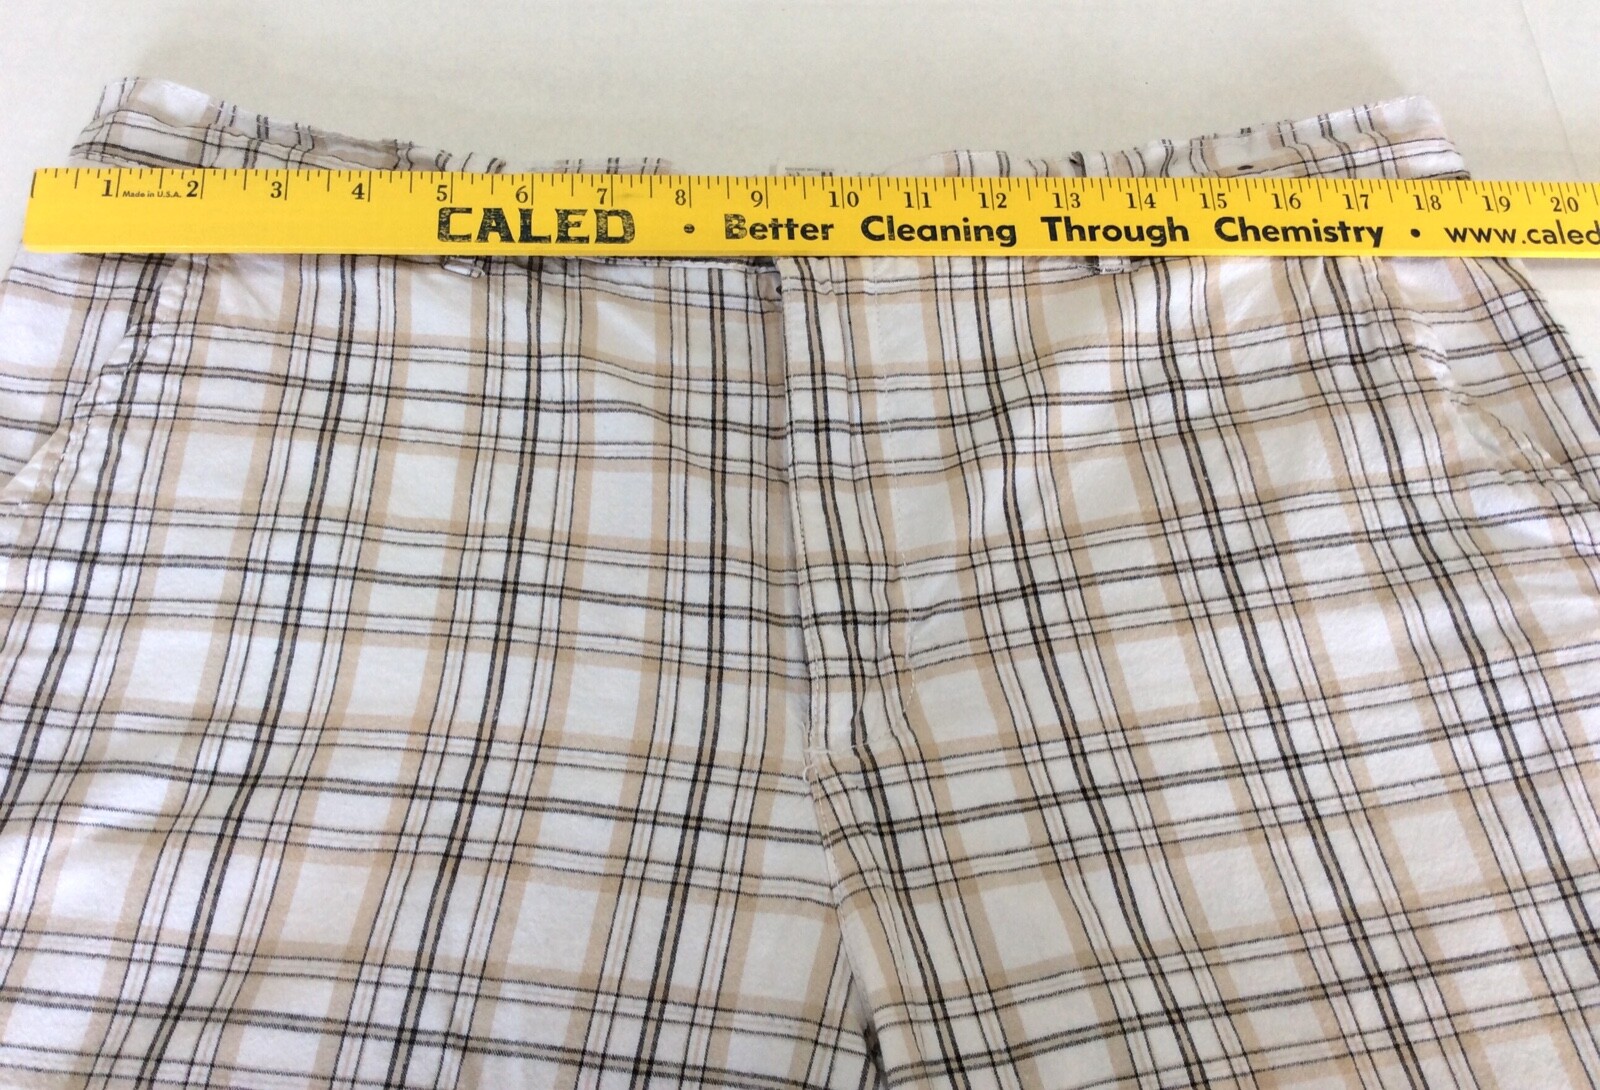 1 Made in U.S.A. 2 3 4 5 6 7 8 9 10 11 12 13 14 15 16 17 18 19 20
CALED • Better Cleaning Through Chemistry • www.caled